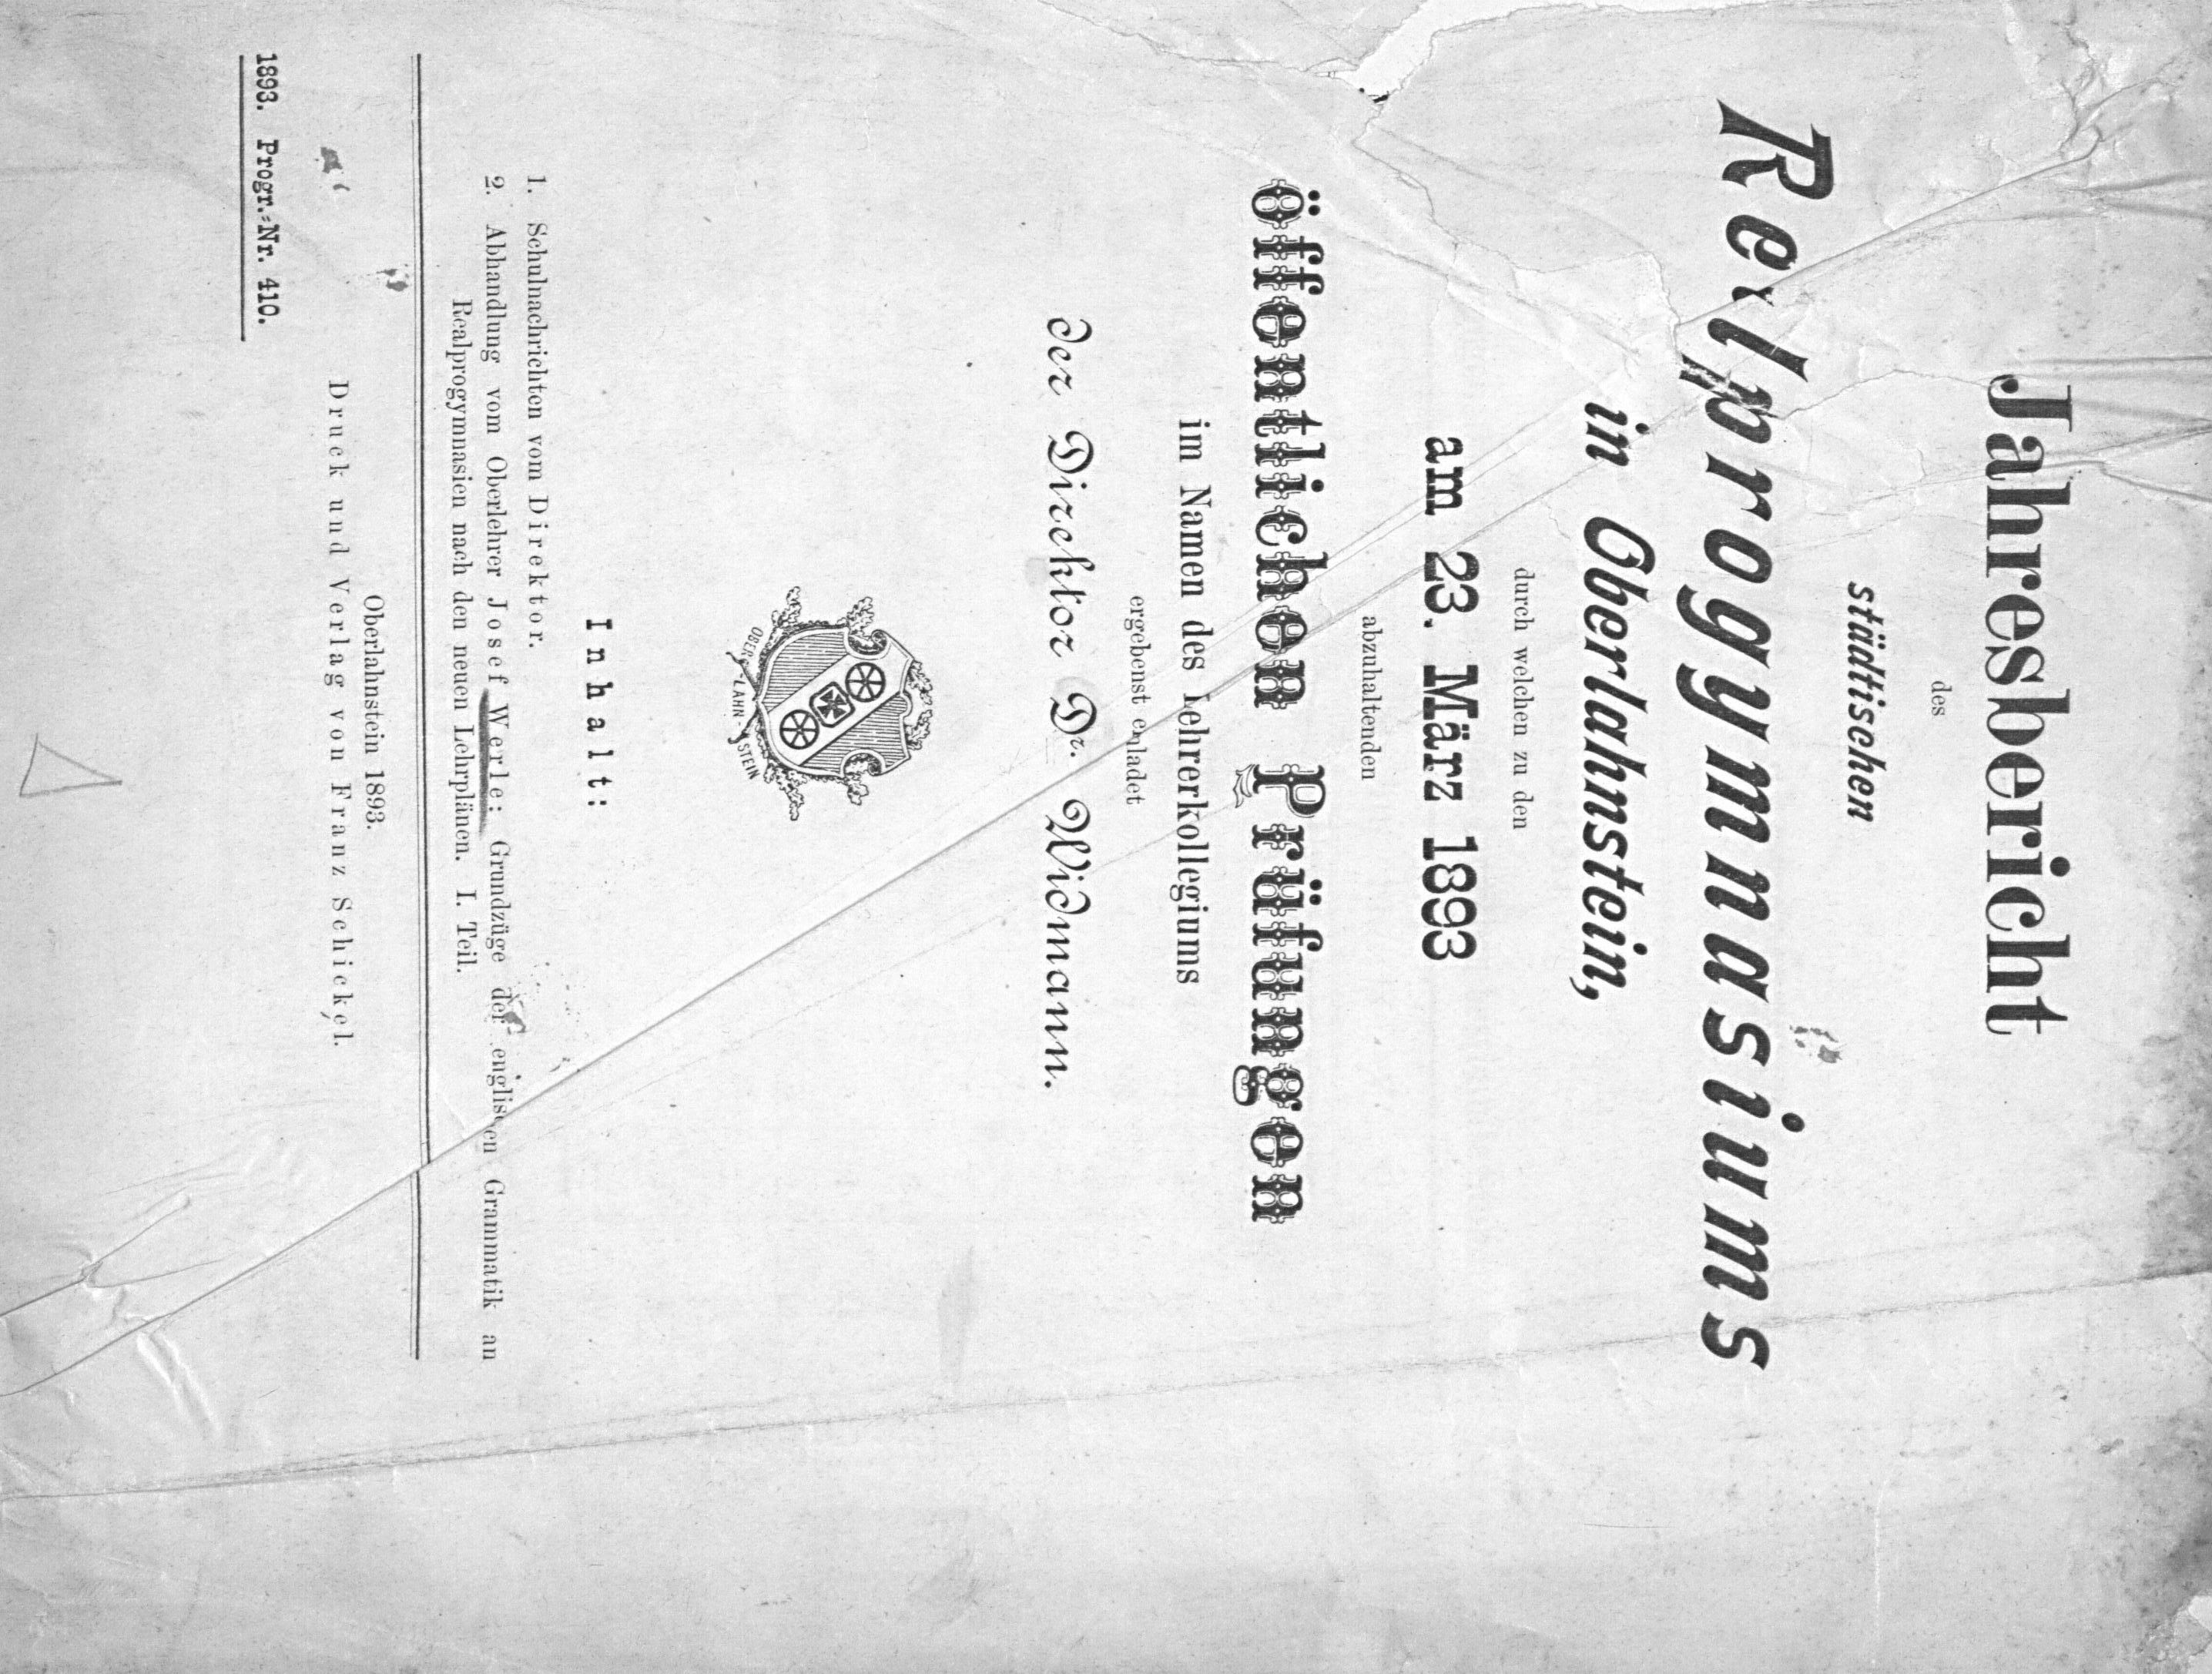 Jahresbericht
des
städtischen
Realprogymnasiums
in Oberlahnstein,
durch welchen zu den
am 23. März 1893
abzuhaltenden
öffentlichen Prüfungen
im Namen des Lehrerkollegiums
ergebenst einladet
der Direktor Dr. Widmann.
OBER-LAHN-STEIN
Inhalt:
1. Schulnachrichten vom Direktor.
2. Abhandlung vom Oberlehrer Josef Werle: Grundzüge der englischen Grammatik an
Realprogymnasien nach den neuen Lehrplänen. I. Teil.
Oberlahnstein 1893.
Druck und Verlag von Franz Schickel.
1893. Progr.-Nr. 410.